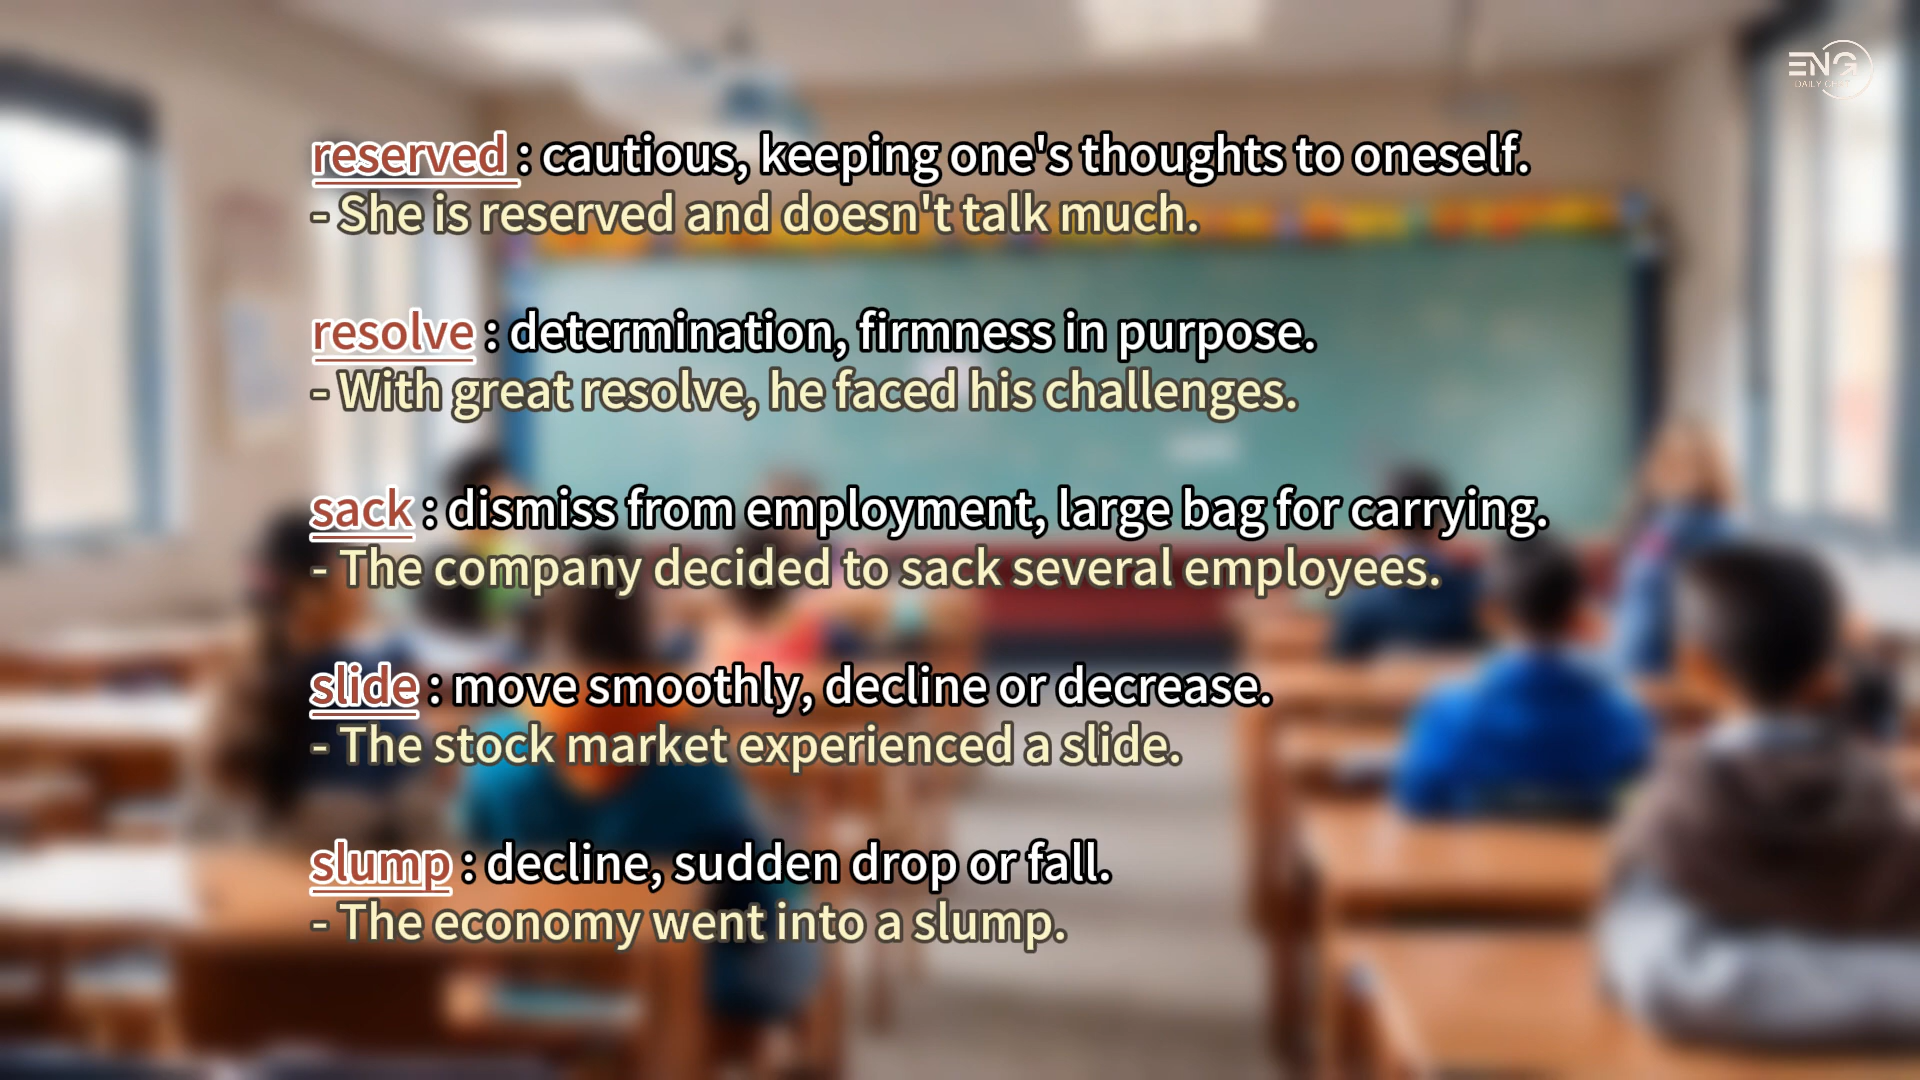 ENG
DAILY
reserved : cautious, keeping one's thoughts to oneself.
- She is reserved and doesn't talk much.
resolve : determination, firmness in purpose.
- With great resolve, he faced his challenges.
sack : dismiss from employment, large bag for carrying.
- The company decided to sack several employees.
slide : move smoothly, decline or decrease.
- The stock market experienced a slide.
slump : decline, sudden drop or fall.
- The economy went into a slump.